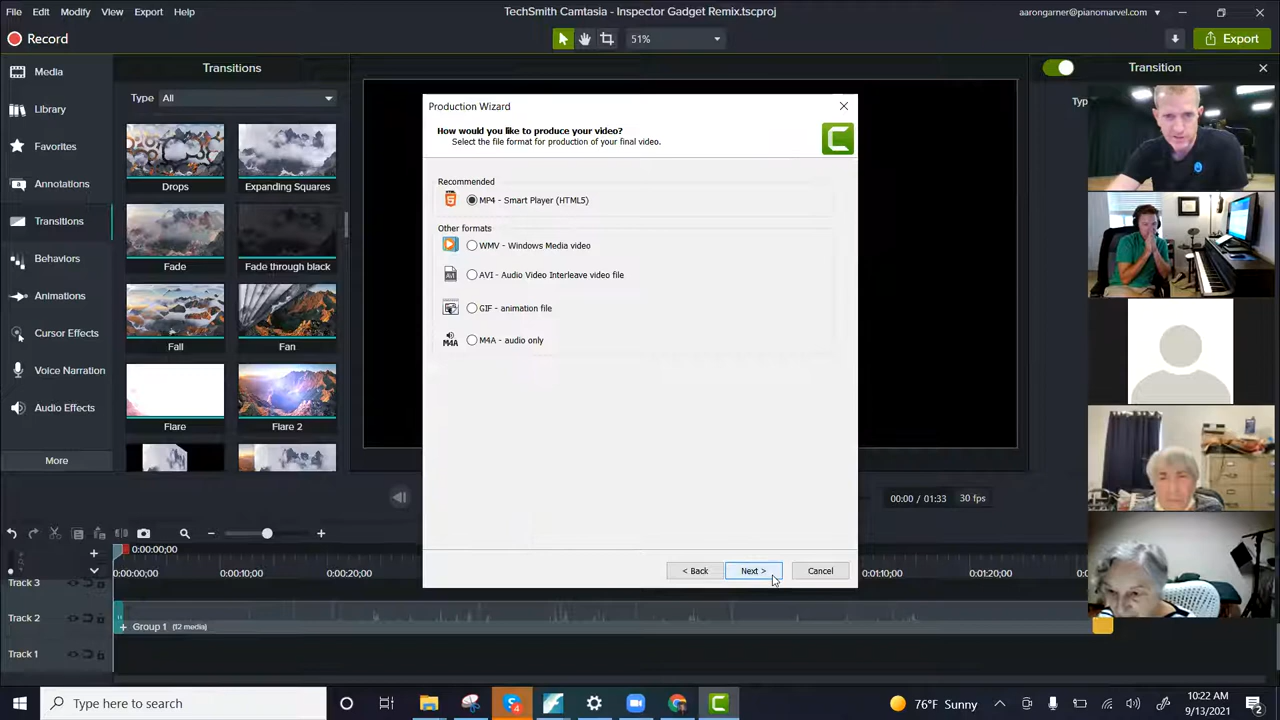 File Edit Modify View Export Help
TechSmith Camtasia - Inspector Gadget Remix.tscproj
aarongarner@pianomarvel.com
Record
51%
Export
Media
Library
Favorites
Annotations
Transitions
Behaviors
Animations
Cursor Effects
Voice Narration
Audio Effects
More
Transitions
Type All
Drops
Expanding Squares
Fade
Fade through black
Fall
Fan
Flare
Flare 2
Production Wizard
How would you like to produce your video?
Select the file format for production of your final video.
Recommended
MP4 - Smart Player (HTML5)
Other formats
WMV - Windows Media video
AVI - Audio Video Interleave video file
GIF - animation file
M4A M4A - audio only
< Back Next > Cancel
Transition
Ty
00:00 / 01:33 30 fps
0:00:00;00
0:00:00;00 0:00:20;00 0:01:10;00 0:01:20;00
Track 3
Track 2
Group 1 (12 media)
Track 1
Type here to search
76°F Sunny
10:22 AM
9/13/2021
2